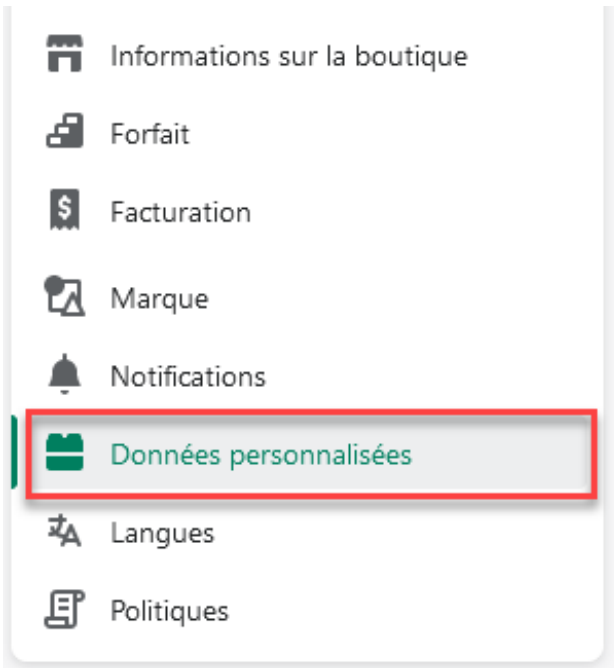 Informations sur la boutique
Forfait
$
Facturation
Marque
Notifications
Données personnalisées
Langues
Politiques